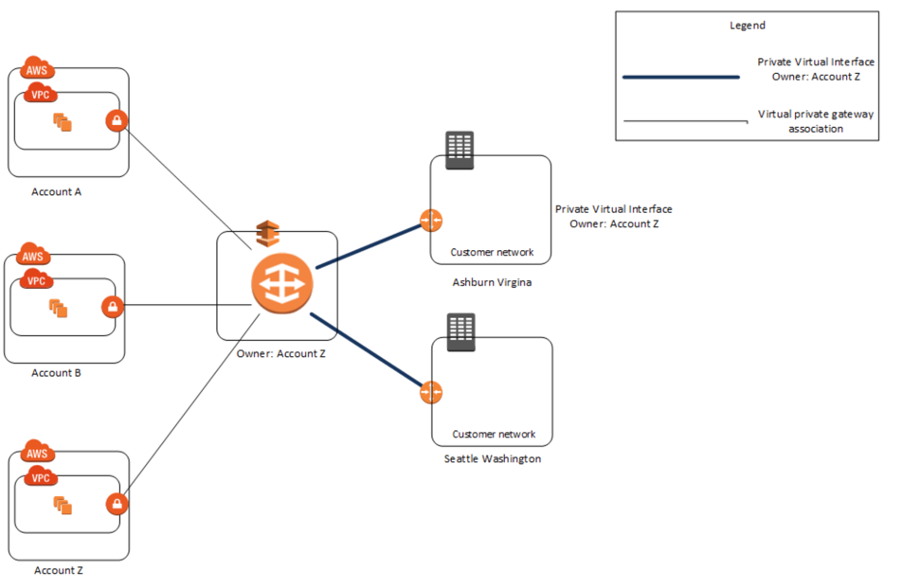 Legend
Private Virtual Interface
Owner: Account Z
Virtual private gateway
association
AWS
VPC
Account A
AWS
VPC
Account B
AWS
VPC
Account Z
Owner: Account Z
Customer network
Ashburn Virgina
Private Virtual Interface
Owner: Account Z
Customer network
Seattle Washington